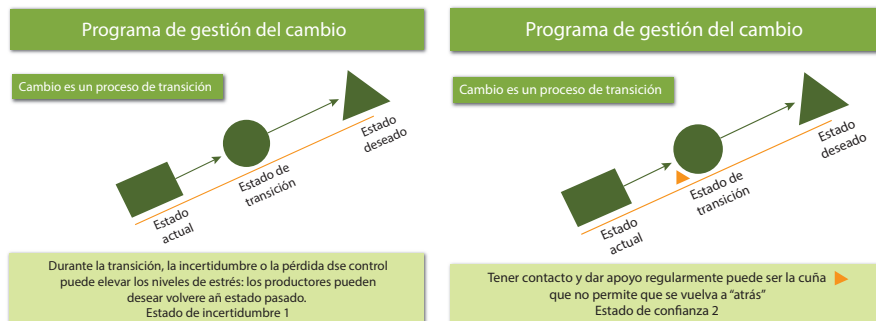 Programa de gestión del cambio
Cambio es un proceso de transición
Estado
deseado
Estado de
transición
Estado
actual
Durante la transición, la incertidumbre o la pérdida dse control
puede elevar los niveles de estrés: los productores pueden
desear volvere añ estado pasado.
Estado de incertidumbre 1
Programa de gestión del cambio
Cambio es un proceso de transición
Estado
deseado
Estado de
transición
Estado
actual
Tener contacto y dar apoyo regularmente puede ser la cuña
que no permite que se vuelva a “atrás”
Estado de confianza 2